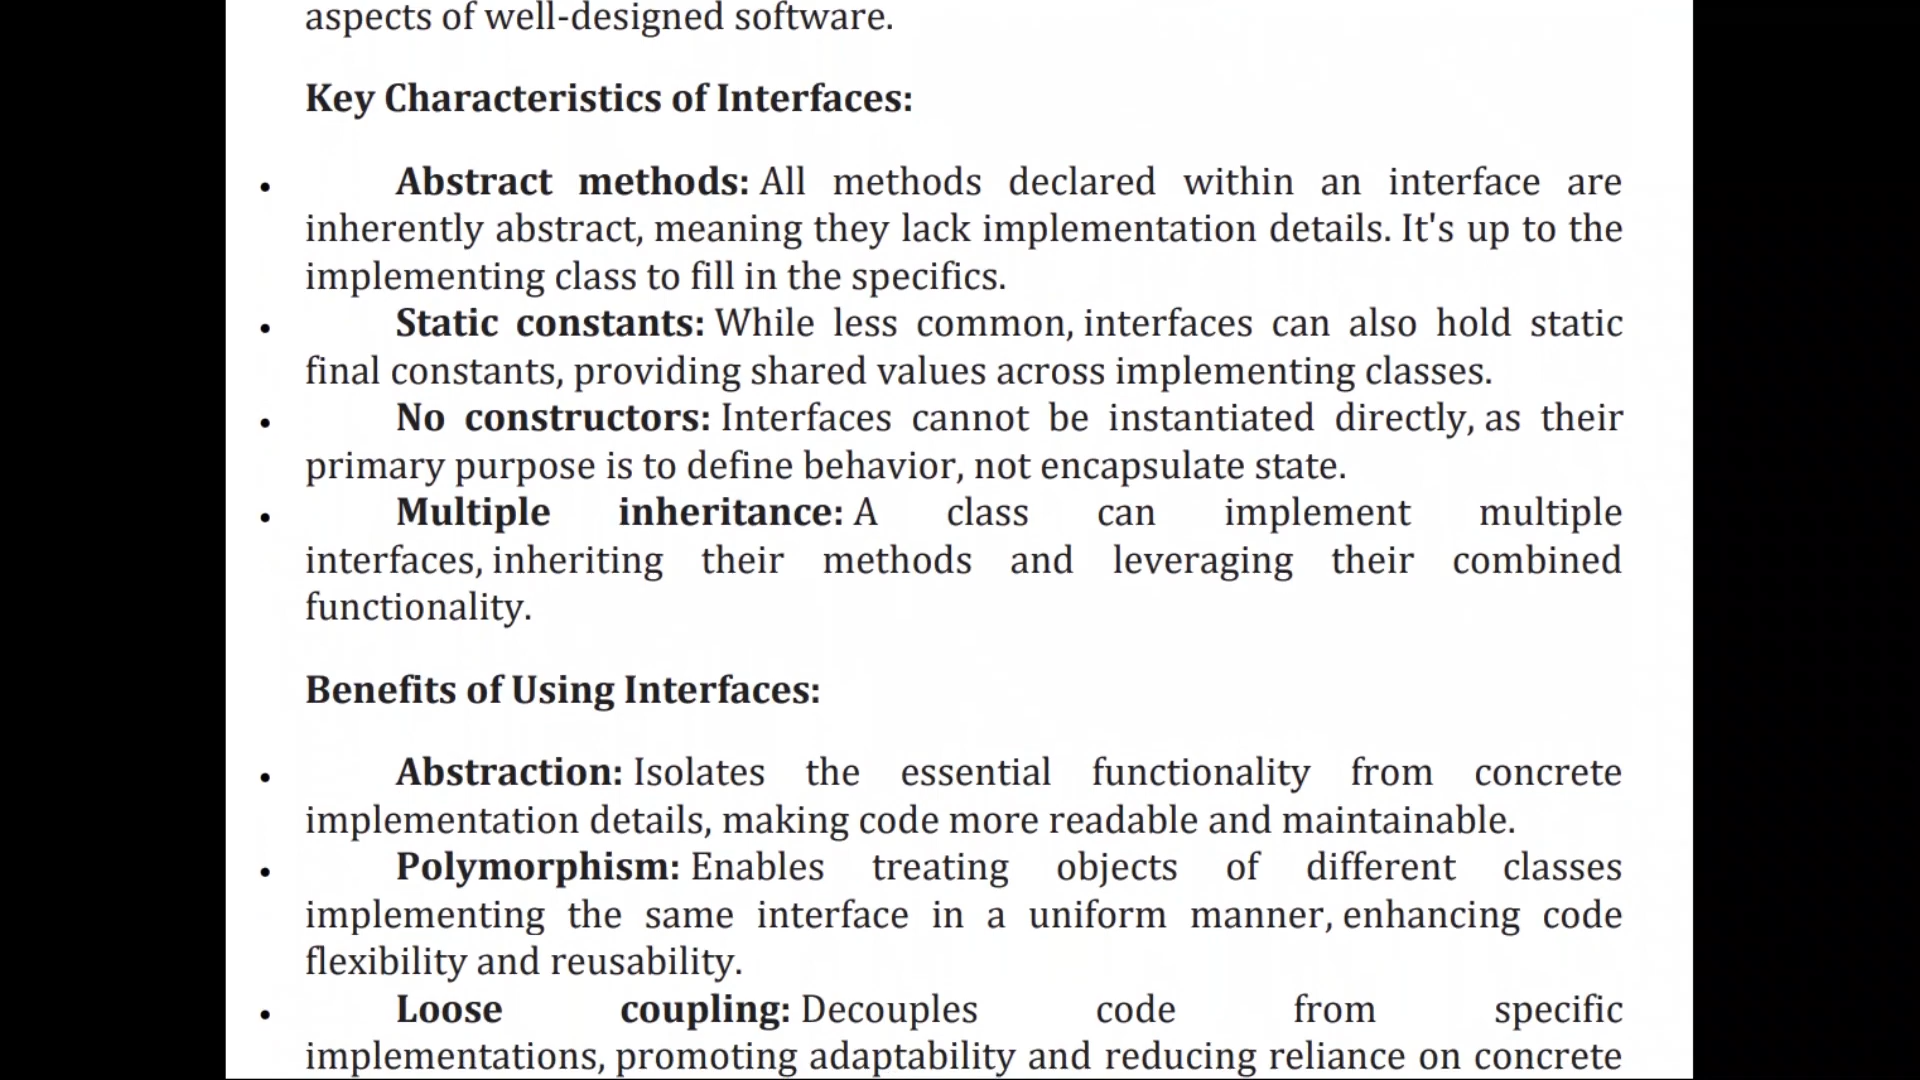 aspects of well-designed software.
Key Characteristics of Interfaces:
• Abstract methods: All methods declared within an interface are
inherently abstract, meaning they lack implementation details. It's up to the
implementing class to fill in the specifics.
• Static constants: While less common, interfaces can also hold static
final constants, providing shared values across implementing classes.
• No constructors: Interfaces cannot be instantiated directly, as their
primary purpose is to define behavior, not encapsulate state.
• Multiple inheritance: A class can implement multiple
interfaces, inheriting their methods and leveraging their combined
functionality.
Benefits of Using Interfaces:
• Abstraction: Isolates the essential functionality from concrete
implementation details, making code more readable and maintainable.
• Polymorphism: Enables treating objects of different classes
implementing the same interface in a uniform manner, enhancing code
flexibility and reusability.
• Loose coupling: Decouples code from specific
implementations, promoting adaptability and reducing reliance on concrete